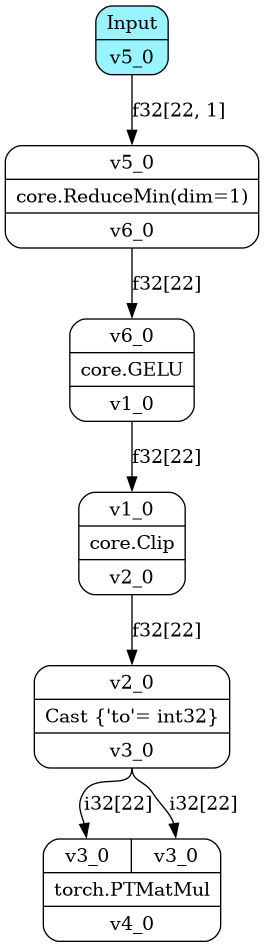 Input
v5_0
f32[22, 1]
v5_0
core.ReduceMin(dim=1)
v6_0
f32[22]
v6_0
core.GELU
v1_0
f32[22]
v1_0
core.Clip
v2_0
f32[22]
v2_0
Cast {'to'= int32}
v3_0
i32[22] i32[22]
v3_0 v3_0
torch.PTMatMul
v4_0